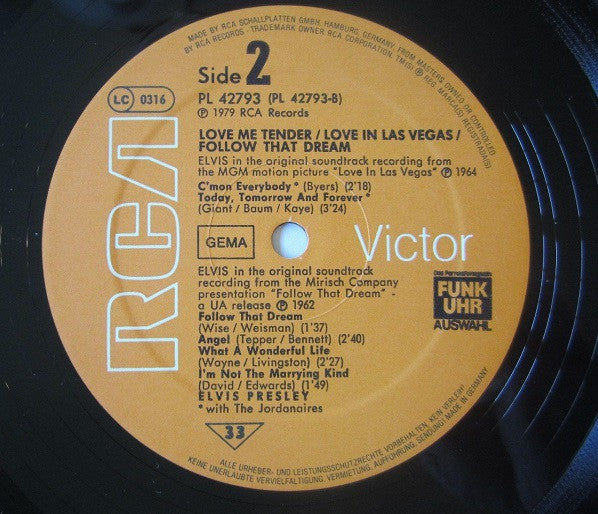 MADE BY RCA SCHALLPLATTEN GMBH, HAMBURG, GERMANY, FROM MASTERS OWNED OR CONTROLLED
BY RCA RECORDS - TRADEMARK OWNER RCA CORPORATION. TM(S) ® REG. MARCA(S) REGISTRADA(S)
Side 2
LC 0316
PL 42793 (PL 42793-B)
℗ 1979 RCA Records
LOVE ME TENDER / LOVE IN LAS VEGAS /
FOLLOW THAT DREAM
ELVIS in the original soundtrack recording from
the MGM motion picture "Love In Las Vegas" ℗ 1964
C'mon Everybody* (Byers) (2'18)
Today, Tomorrow And Forever*
(Giant / Baum / Kaye) (3'24)
RCA
GEMA
Victor
ELVIS in the original soundtrack
recording from the Mirisch Company
presentation "Follow That Dream" -
a UA release ℗ 1962
FUNK
UHR
AUSWAHL
Follow That Dream
(Wise / Weisman) (1'37)
Angel (Tepper / Bennett) (2'40)
What A Wonderful Life
(Wayne / Livingston) (2'27)
I'm Not The Marrying Kind
(David / Edwards) (1'49)
ELVIS PRESLEY
*with The Jordanaires
33
ALLE URHEBER- UND LEISTUNGSSCHUTZRECHTE VORBEHALTEN, KEIN VERLEIH!
KEINE UNERLAUBTE VERVIELFÄLTIGUNG, VERMIETUNG, AUFFÜHRUNG, SENDUNG! MADE IN GERMANY